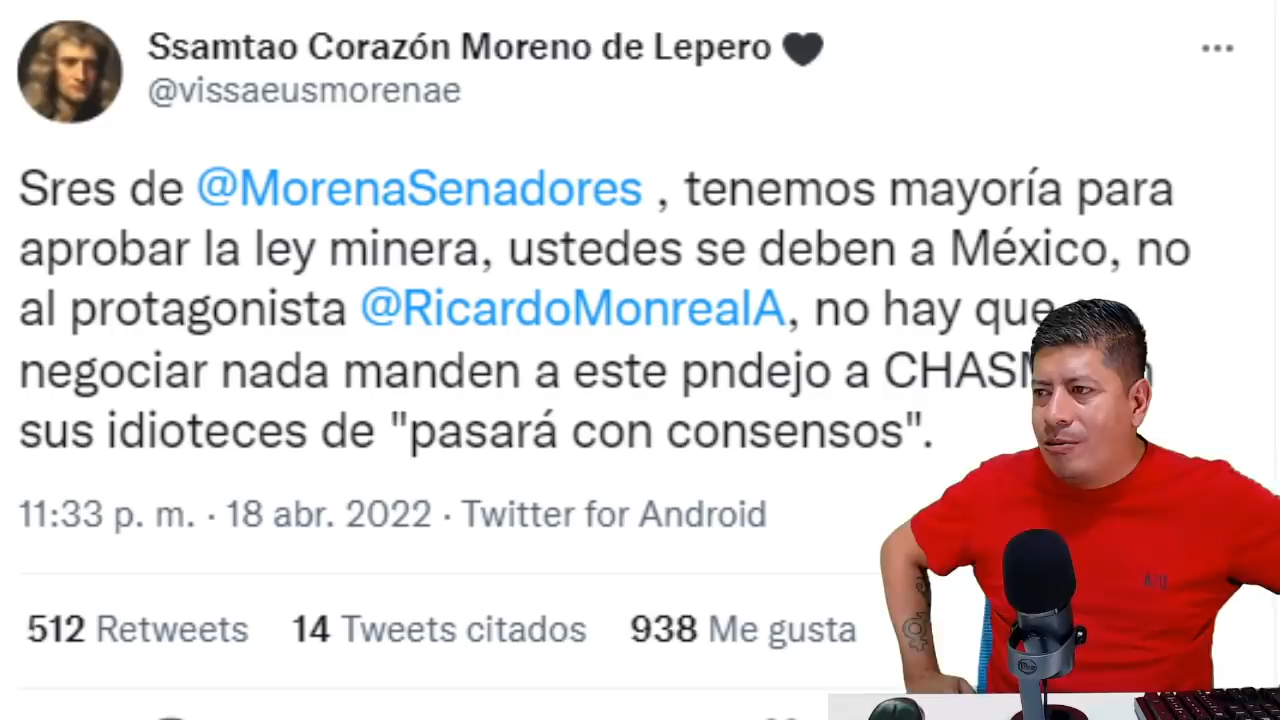 Ssamtao Corazón Moreno de Lepero 🖤
@vissaeusmorenae
Sres de @MorenaSenadores , tenemos mayoría para
aprobar la ley minera, ustedes se deben a México, no
al protagonista @RicardoMonrealA, no hay que
negociar nada manden a este pndejo a
sus idioteces de "pasará con consensos".
11:33 p. m. · 18 abr. 2022 · Twitter for Android
512 Retweets 14 Tweets citados 938 Me gusta